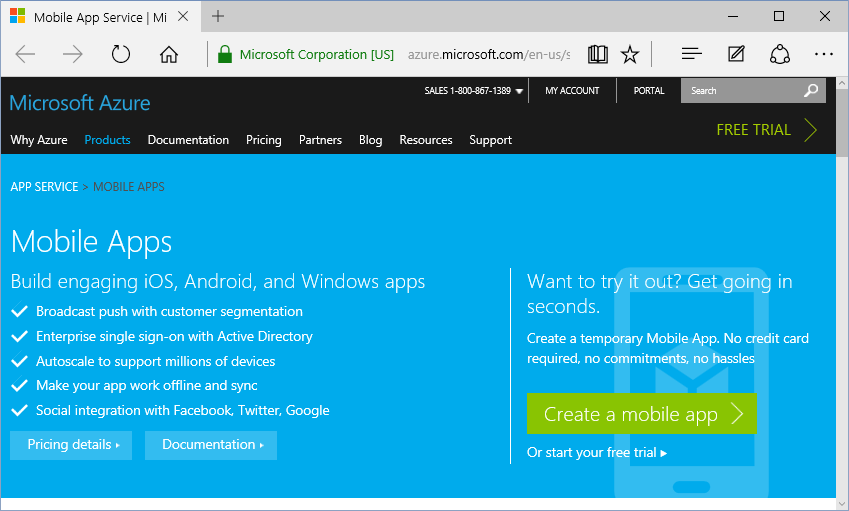 Mobile App Service | Mi
Microsoft Corporation [US] azure.microsoft.com/en-us/s
SALES 1-800-867-1389 MY ACCOUNT PORTAL Search
Microsoft Azure
FREE TRIAL
Why Azure Products Documentation Pricing Partners Blog Resources Support
APP SERVICE > MOBILE APPS
Mobile Apps
Build engaging iOS, Android, and Windows apps
Broadcast push with customer segmentation
Enterprise single sign-on with Active Directory
Autoscale to support millions of devices
Make your app work offline and sync
Social integration with Facebook, Twitter, Google
Pricing details Documentation
Want to try it out? Get going in
seconds.
Create a temporary Mobile App. No credit card
required, no commitments, no hassles
Create a mobile app
Or start your free trial